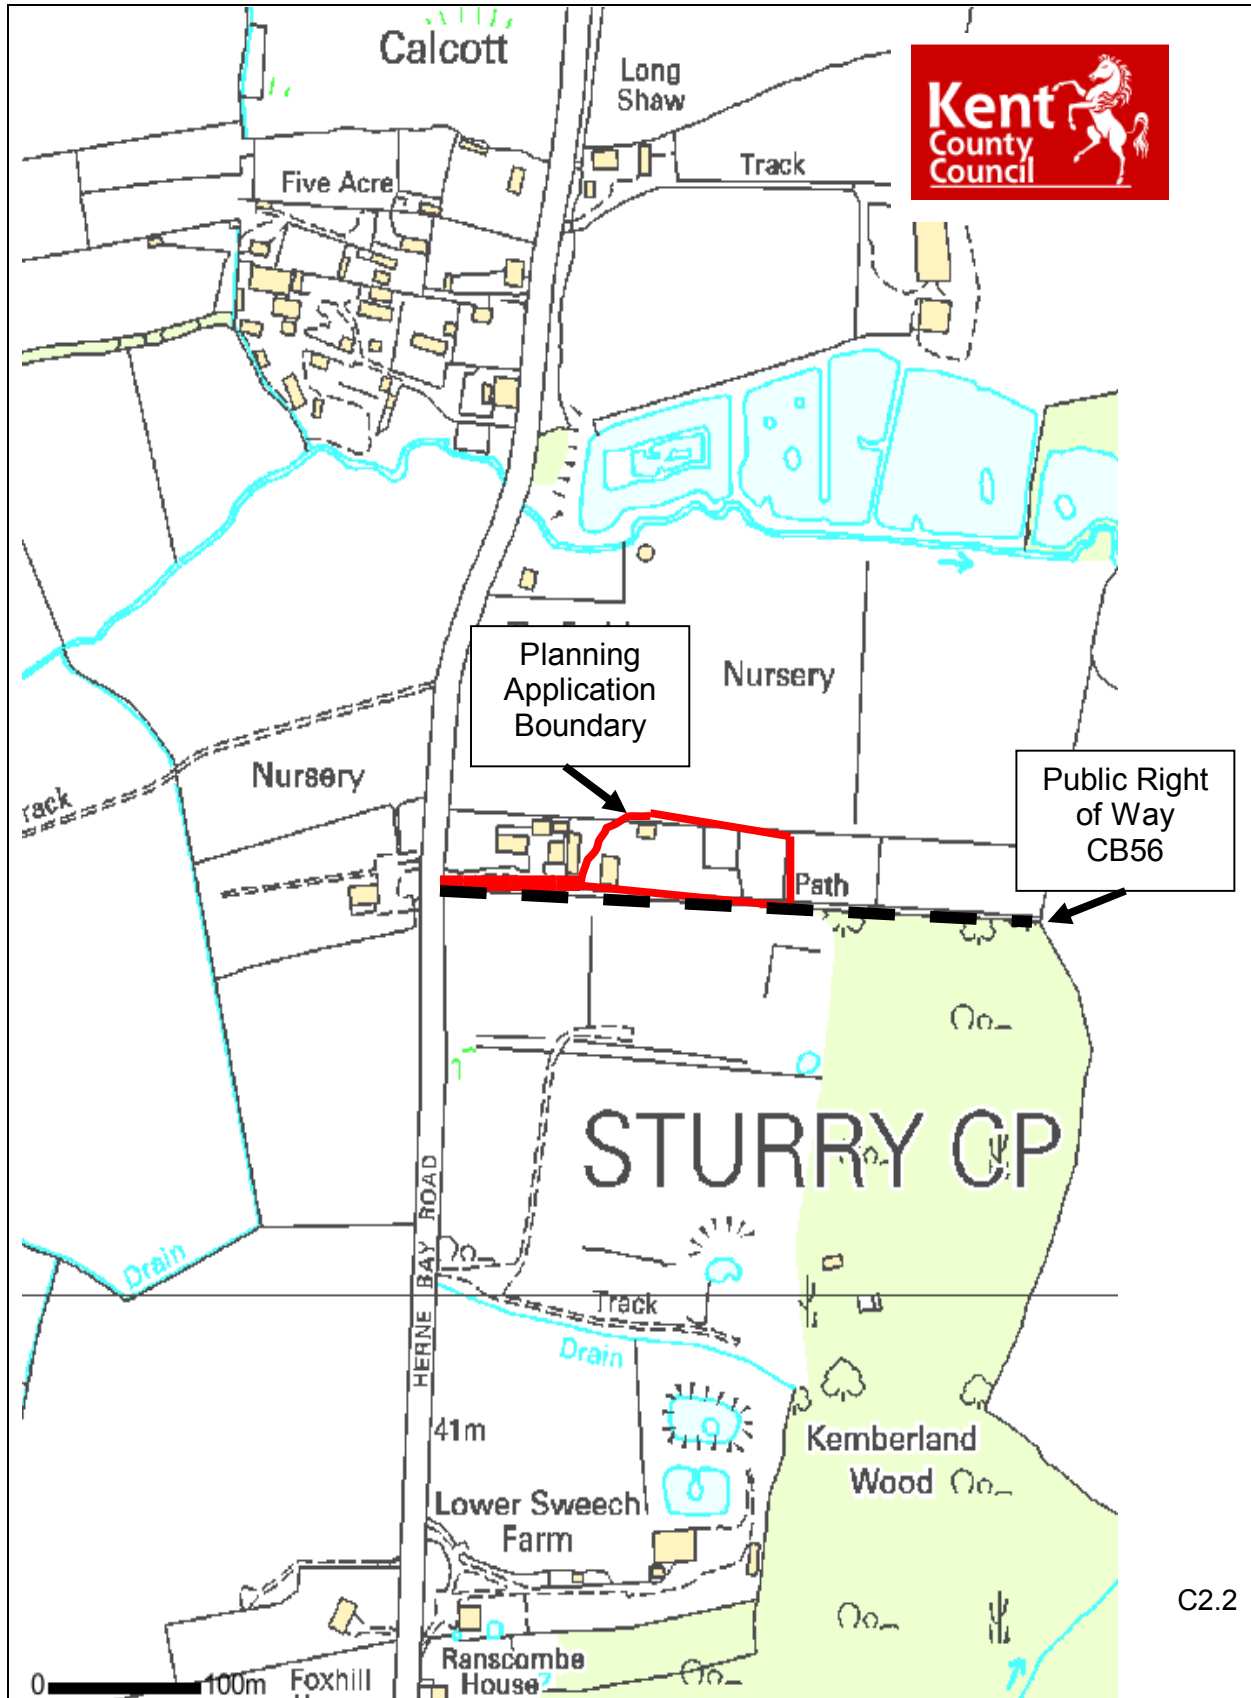 Calcott
Long
Shaw
Kent
County
Council
Track
Five Acre
Planning
Application
Boundary
Nursery
Public Right
of Way
CB56
Nursery
Path
STURRY CP
HERNE BAY ROAD
Drain
Track
Drain
41m
Kemberland
Wood
Lower Sweech
Farm
C2.2
Ranscombe
House
0 100m
Foxhill